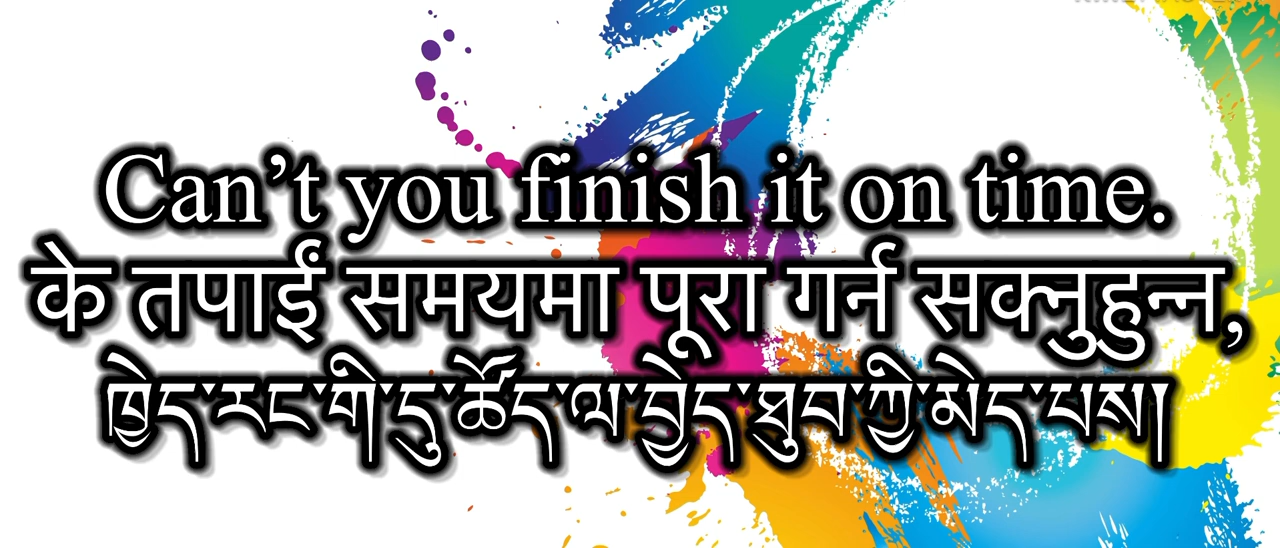 Can’t you finish it on time.
के तपाईं समयमा पूरा गर्न सक्नुहुन्न,
ཁྱེད་རང་གི་དུ་ཚོད་ལ་བྱེད་ཐུབ་ཀྱི་མེད་པས།